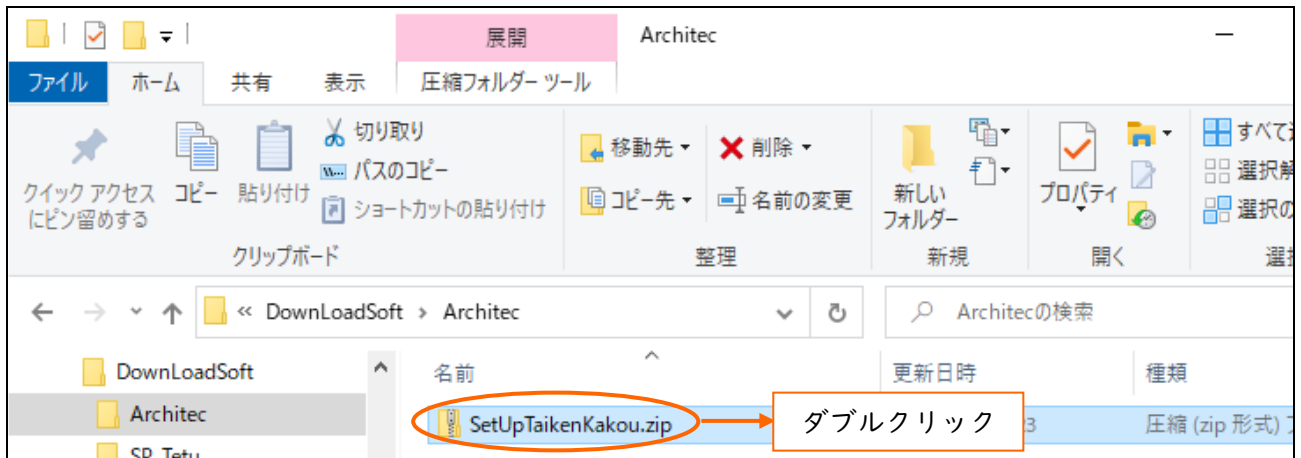 展開
Architec
ファイル
ホーム
共有
表示
圧縮フォルダー ツール
クイック アクセス
にピン留めする
コピー
貼り付け
切り取り
パスのコピー
ショートカットの貼り付け
クリップボード
移動先
コピー先
削除
名前の変更
整理
新しい
フォルダー
新規
プロパティ
開く
すべて
選択解
選択の
選択
« DownLoadSoft › Architec
Architecの検索
DownLoadSoft
Architec
SP_Tetu
名前
更新日時
種類
SetUpTaikenKakou.zip
ダブルクリック
3
圧縮 (zip 形式)